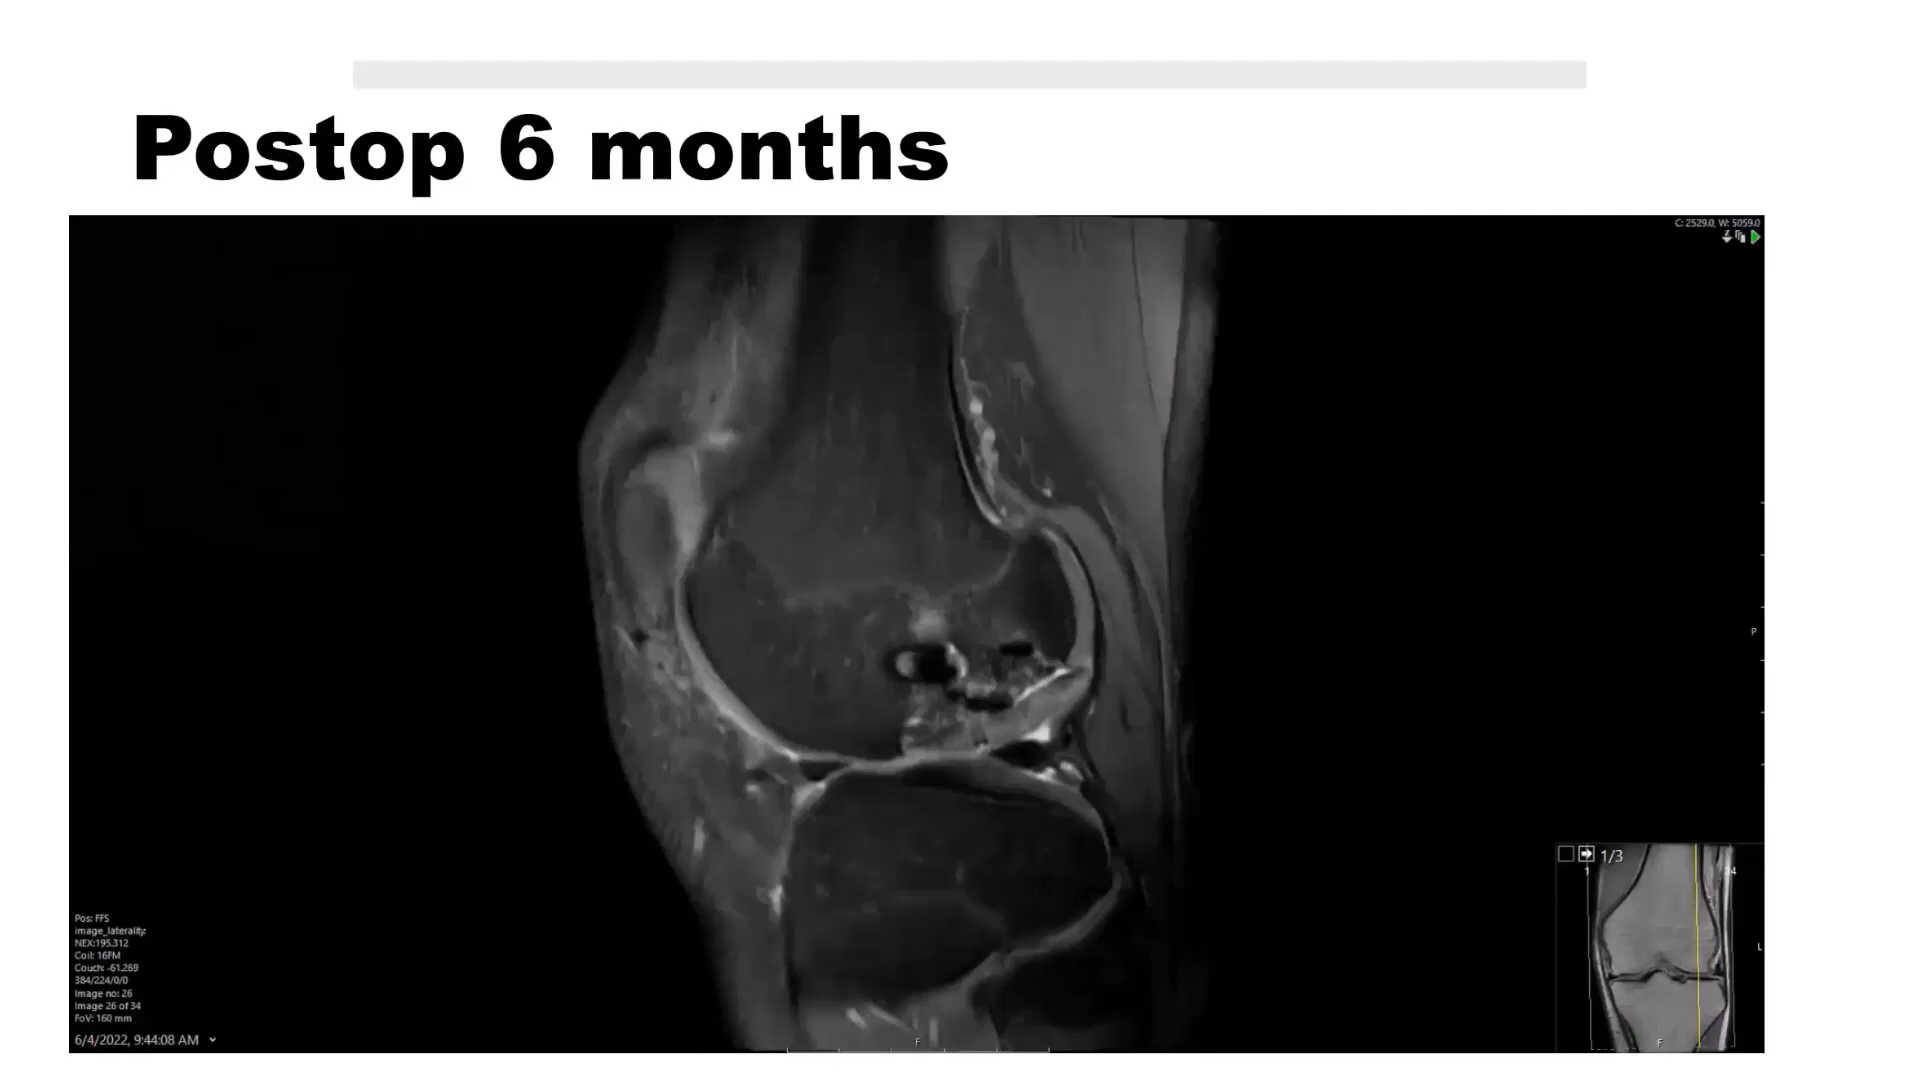 Postop 6 months
C: 2529.0, W: 5059.0
P
1/3
1
L
Pos: FFS
image_laterality:
NEX:195.312
Coil: 16FM
Couch: -61.269
384/224/0/0
Image no: 26
Image 26 of 34
FoV: 160 mm
6/4/2022, 9:44:08 AM
F
F